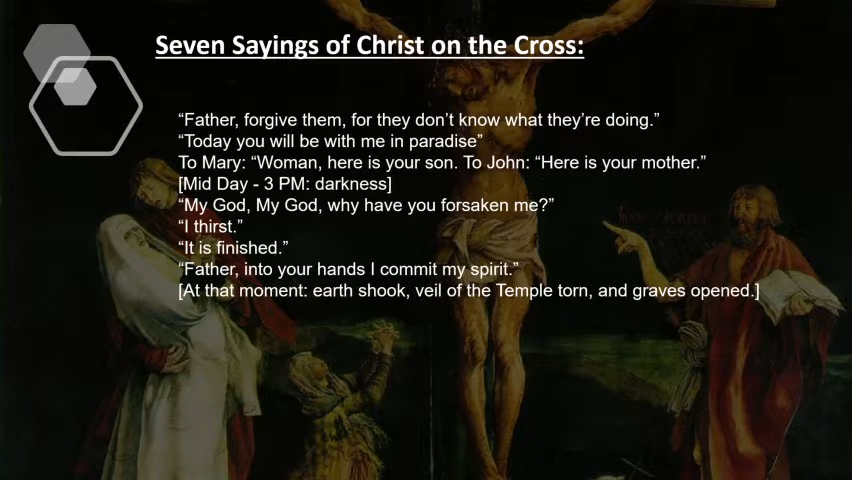 Seven Sayings of Christ on the Cross:
“Father, forgive them, for they don’t know what they’re doing.”
“Today you will be with me in paradise”
To Mary: “Woman, here is your son. To John: “Here is your mother.”
[Mid Day - 3 PM: darkness]
“My God, My God, why have you forsaken me?”
“I thirst.”
“It is finished.”
“Father, into your hands I commit my spirit.”
[At that moment: earth shook, veil of the Temple torn, and graves opened.]